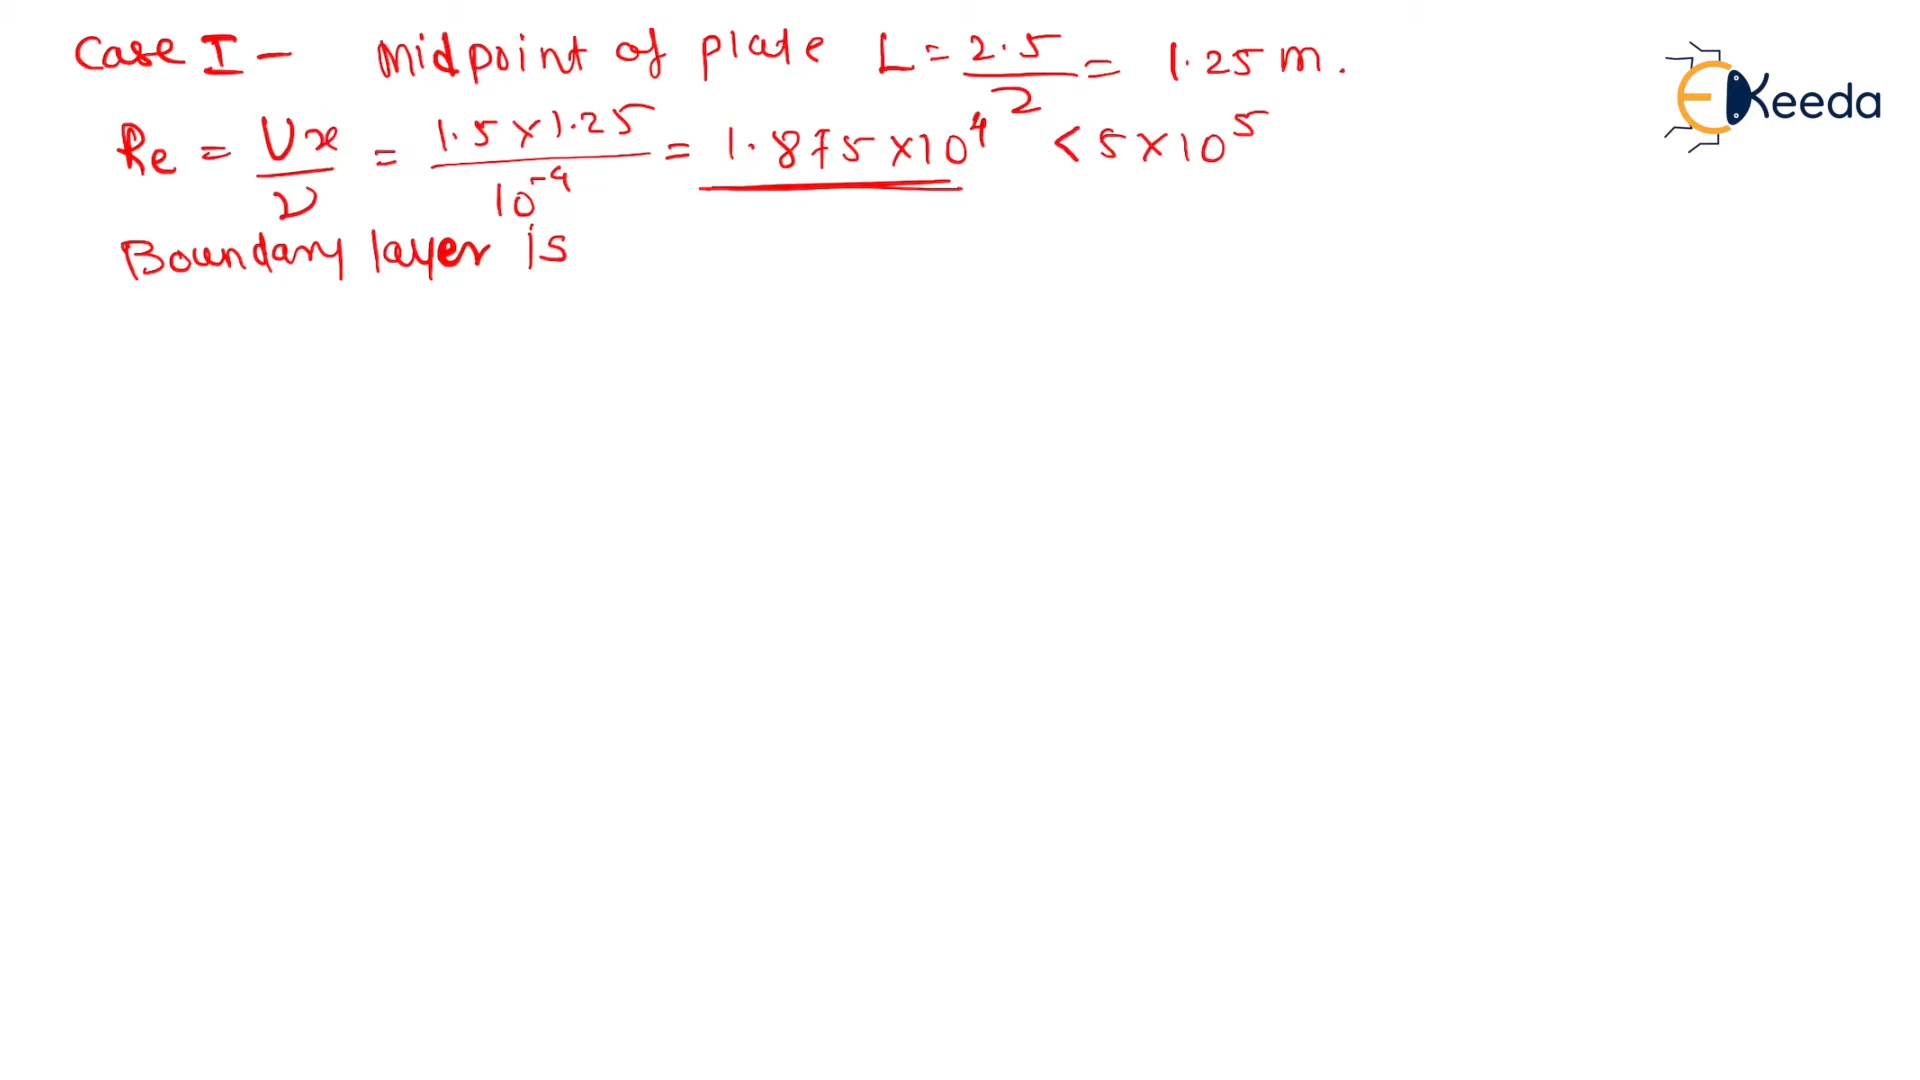 Case I - Midpoint of plate L = 2.5/2 = 1.25 m.
EKeeda
Re = Ux/ν = 1.5 × 1.25/10⁻⁴ = 1.875 × 10⁴ < 5 × 10⁵
Boundary layer is